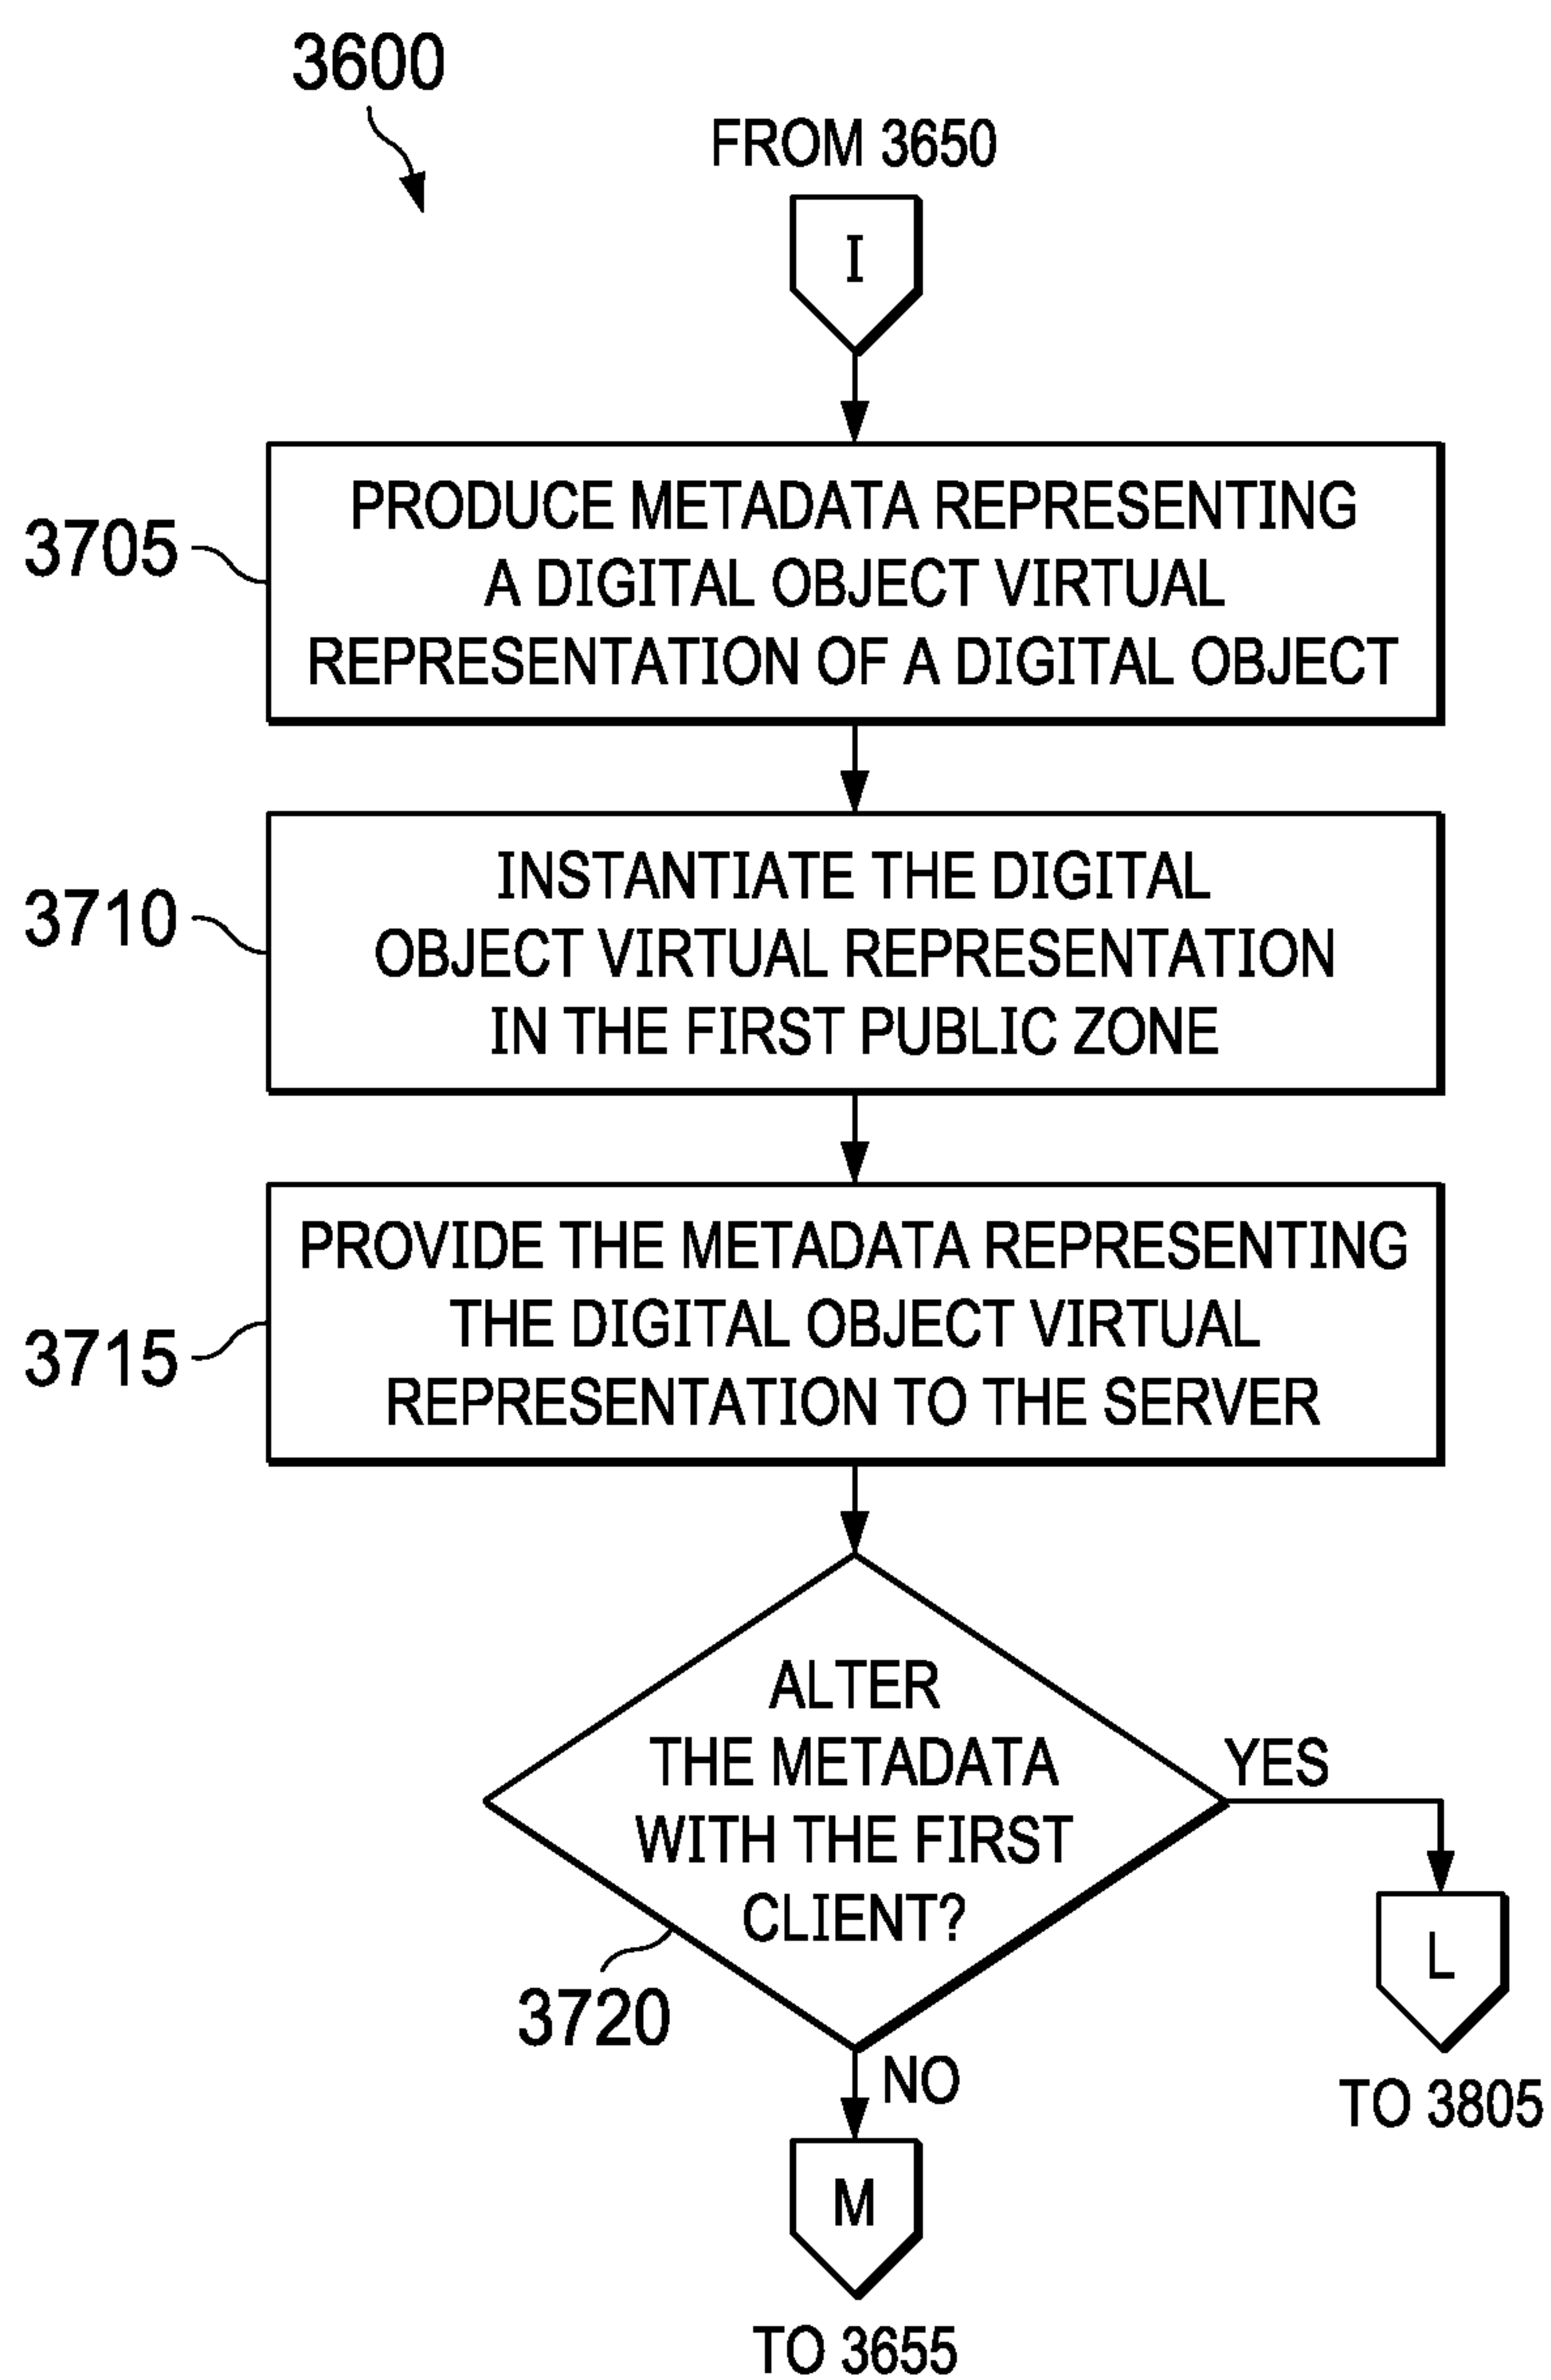 3600
FROM 3650
I
3705
PRODUCE METADATA REPRESENTING
A DIGITAL OBJECT VIRTUAL
REPRESENTATION OF A DIGITAL OBJECT
3710
INSTANTIATE THE DIGITAL
OBJECT VIRTUAL REPRESENTATION
IN THE FIRST PUBLIC ZONE
3715
PROVIDE THE METADATA REPRESENTING
THE DIGITAL OBJECT VIRTUAL
REPRESENTATION TO THE SERVER
ALTER
THE METADATA
WITH THE FIRST
CLIENT?
3720
YES
L
TO 3805
NO
M
TO 3655